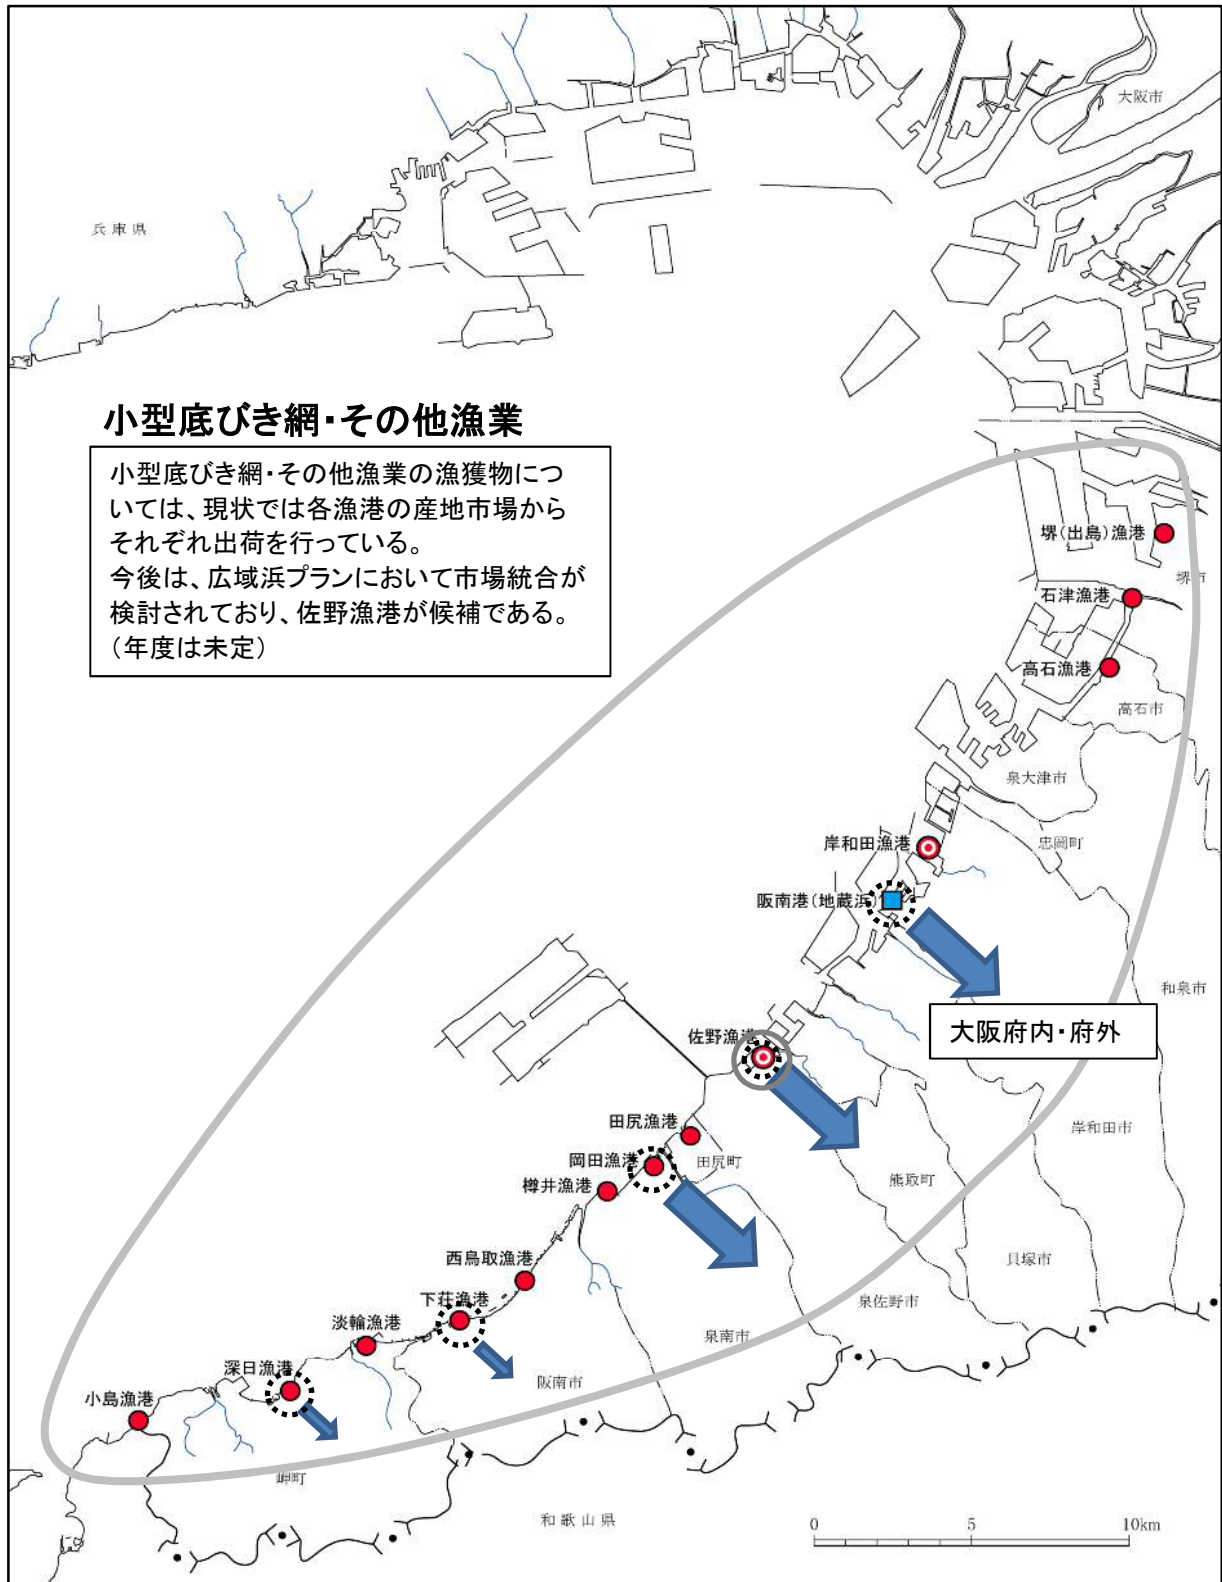 大阪市
兵庫県
小型底びき網・その他漁業
小型底びき網・その他漁業の漁獲物につ
いては、現状では各漁港の産地市場から
それぞれ出荷を行っている。
今後は、広域浜プランにおいて市場統合が
検討されており、佐野漁港が候補である。
(年度は未定)
堺(出島)漁港
堺市
石津漁港
高石漁港
高石市
泉大津市
岸和田漁港
忠岡町
阪南港(地蔵浜)
和泉市
大阪府内・府外
佐野漁港
田尻漁港
岸和田市
岡田漁港
田尻町
熊取町
樽井漁港
西鳥取漁港
貝塚市
泉佐野市
下荘漁港
淡輪漁港
泉南市
深日漁港
阪南市
小島漁港
岬町
和歌山県
0 5 10km